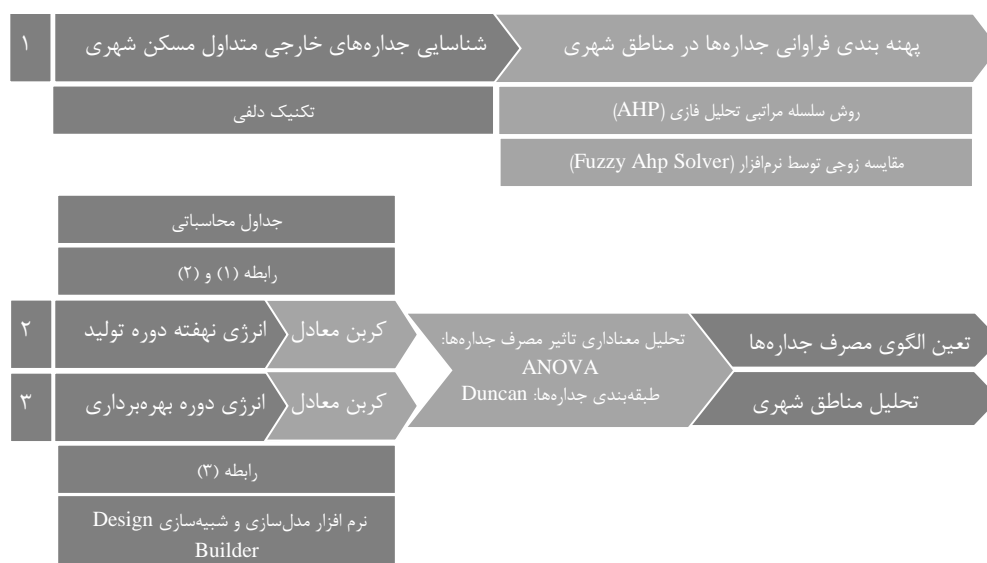 ۱
شناسایی جداره‌های خارجی متداول مسکن شهری
پهنه بندی فراوانی جداره‌ها در مناطق شهری
تکنیک دلفی
روش سلسله مراتبی تحلیل فازی (AHP)
مقایسه زوجی توسط نرم‌افزار (Fuzzy Ahp Solver)
جداول محاسباتی
رابطه (۱) و (۲)
۲
انرژی نهفته دوره تولید
کربن معادل
۳
انرژی دوره بهره‌برداری
کربن معادل
تحلیل معناداری تاثیر مصرف جداره‌ها:
ANOVA
طبقه‌بندی جداره‌ها: Duncan
تعین الگوی مصرف جداره‌ها
تحلیل مناطق شهری
رابطه (۳)
نرم افزار مدل‌سازی و شبیه‌سازی Design
Builder